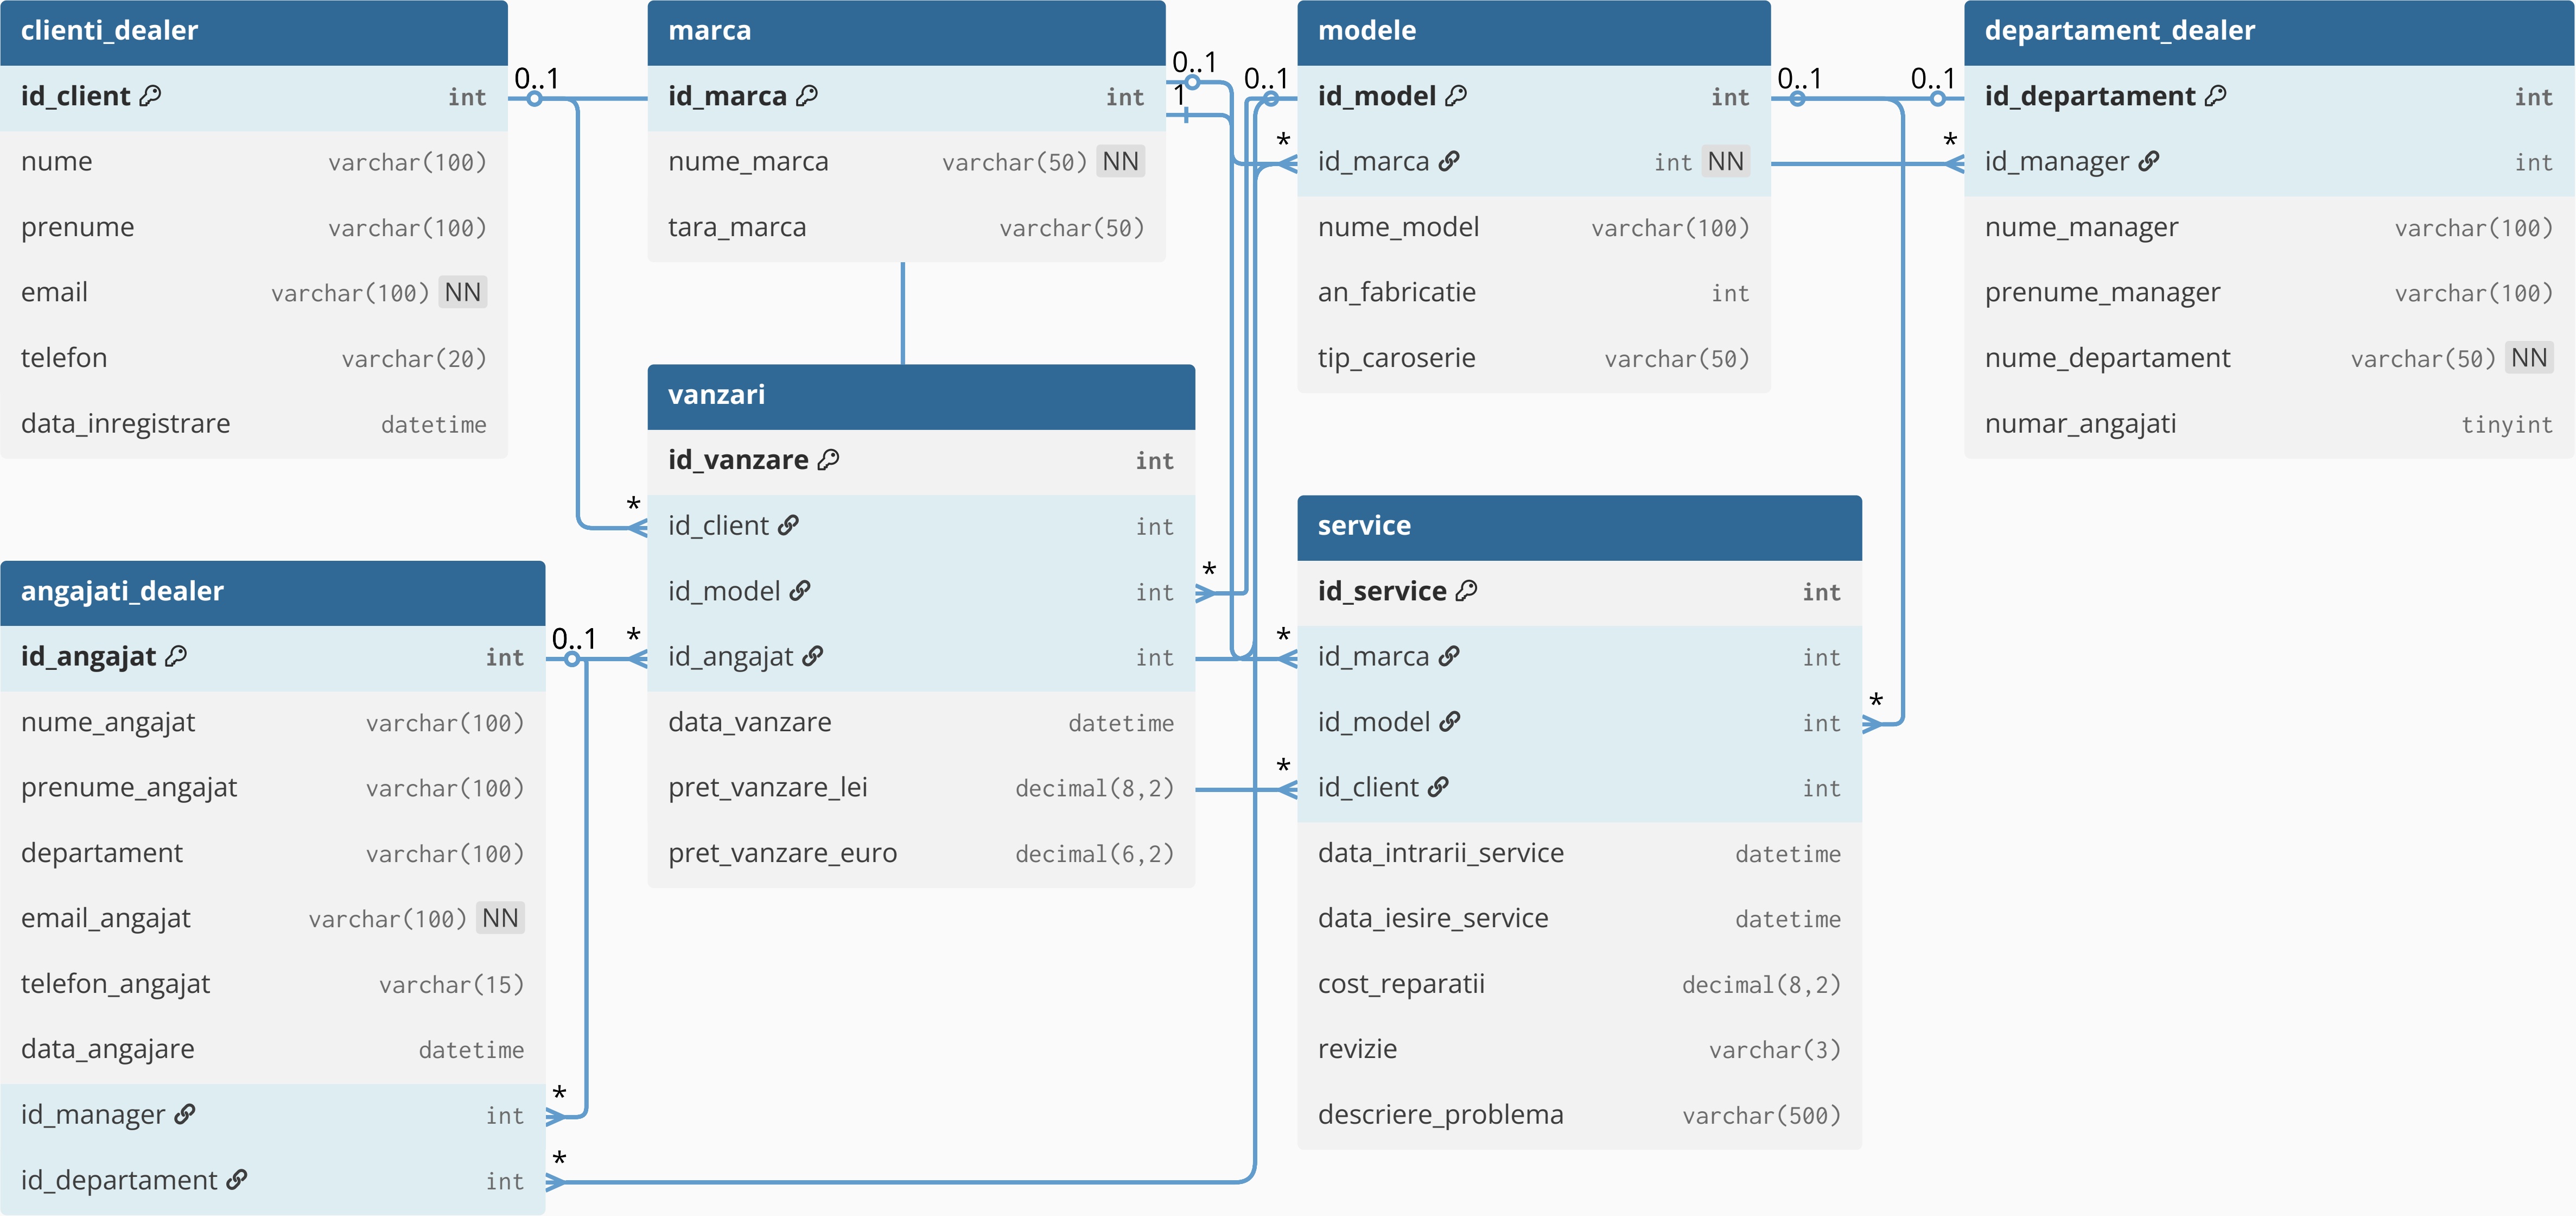 clienti_dealer
id_client int
nume varchar(100)
prenume varchar(100)
email varchar(100) NN
telefon varchar(20)
data_inregistrare datetime
0..1
marca
id_marca int
nume_marca varchar(50) NN
tara_marca varchar(50)
0..1
1
0..1
*
modele
id_model int
id_marca int NN
nume_model varchar(100)
an_fabricatie int
tip_caroserie varchar(50)
0..1
0..1
*
departament_dealer
id_departament int
id_manager int
nume_manager varchar(100)
prenume_manager varchar(100)
nume_departament varchar(50) NN
numar_angajati tinyint
angajati_dealer
id_angajat int
nume_angajat varchar(100)
prenume_angajat varchar(100)
departament varchar(100)
email_angajat varchar(100) NN
telefon_angajat varchar(15)
data_angajare datetime
id_manager int
id_departament int
0..1
*
*
*
*
vanzari
id_vanzare int
id_client int
id_model int
id_angajat int
data_vanzare datetime
pret_vanzare_lei decimal(8,2)
pret_vanzare_euro decimal(6,2)
*
*
*
service
id_service int
id_marca int
id_model int
id_client int
data_intrarii_service datetime
data_iesire_service datetime
cost_reparatii decimal(8,2)
revizie varchar(3)
descriere_problema varchar(500)
*